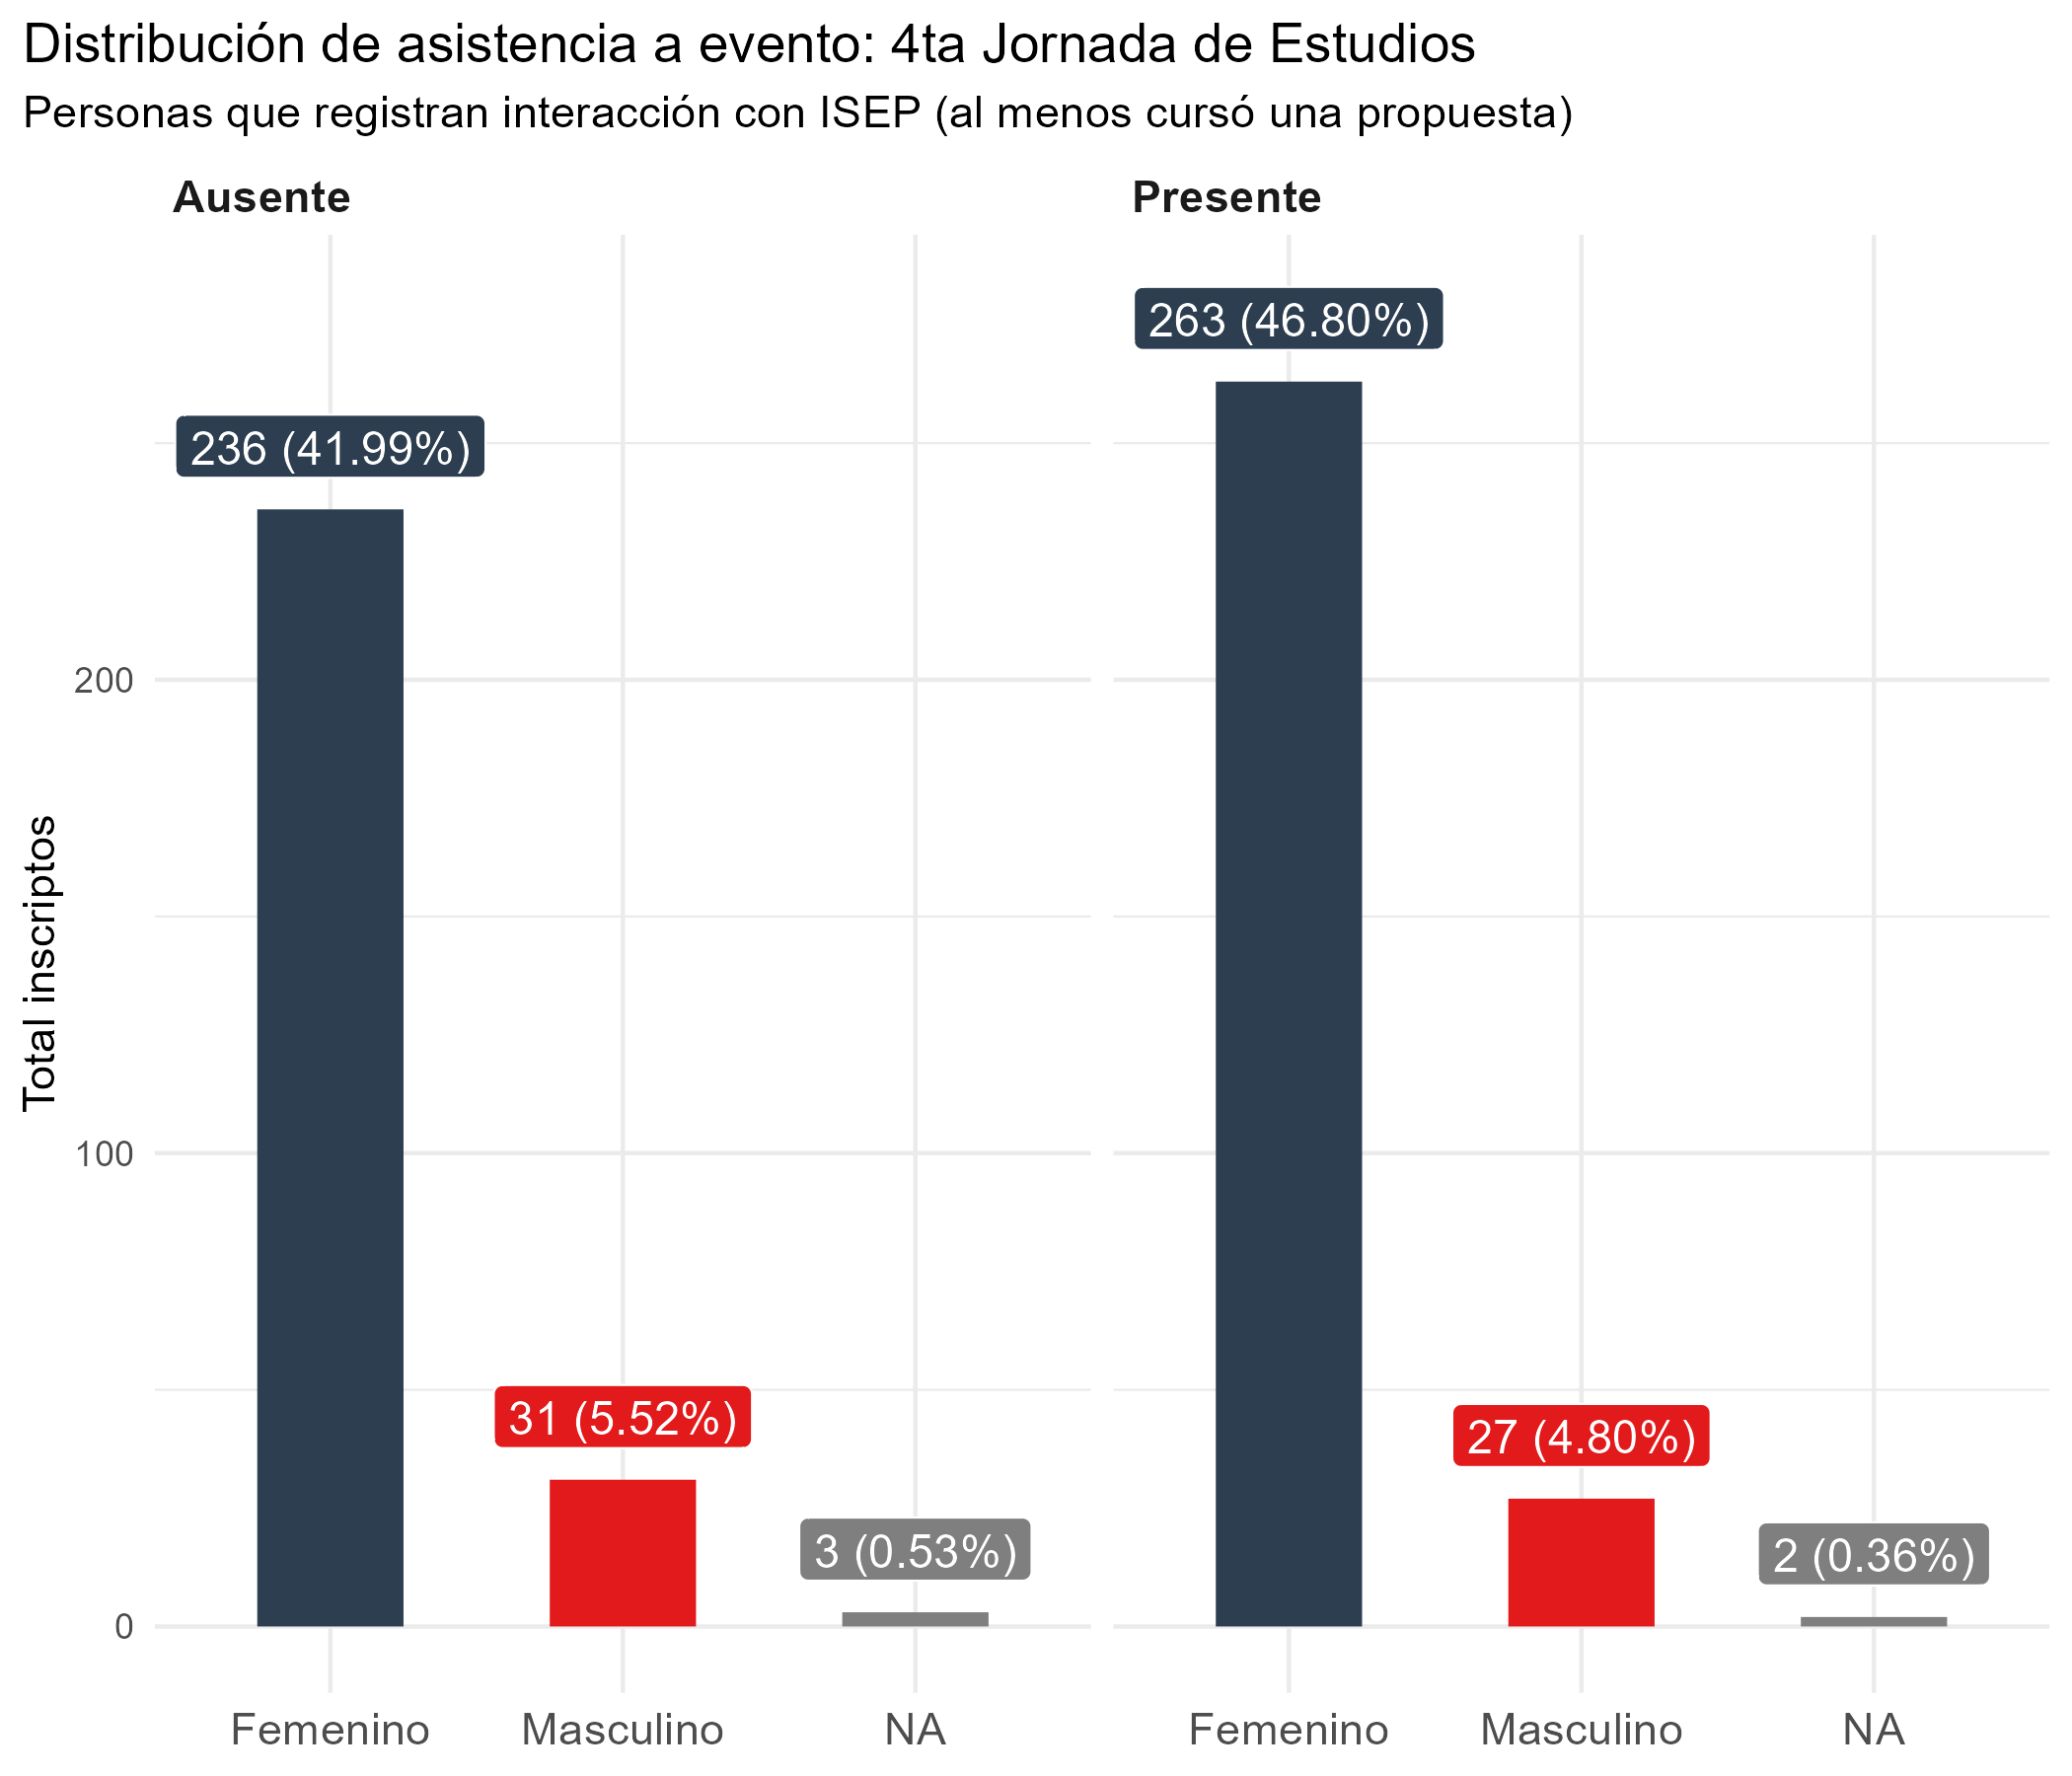 Distribución de asistencia a evento: 4ta Jornada de Estudios
Personas que registran interacción con ISEP (al menos cursó una propuesta)
Ausente
Presente
263 (46.80%)
236 (41.99%)
200
Total inscriptos
100
31 (5.52%)
27 (4.80%)
3 (0.53%)
2 (0.36%)
0
Femenino
Masculino
NA
Femenino
Masculino
NA